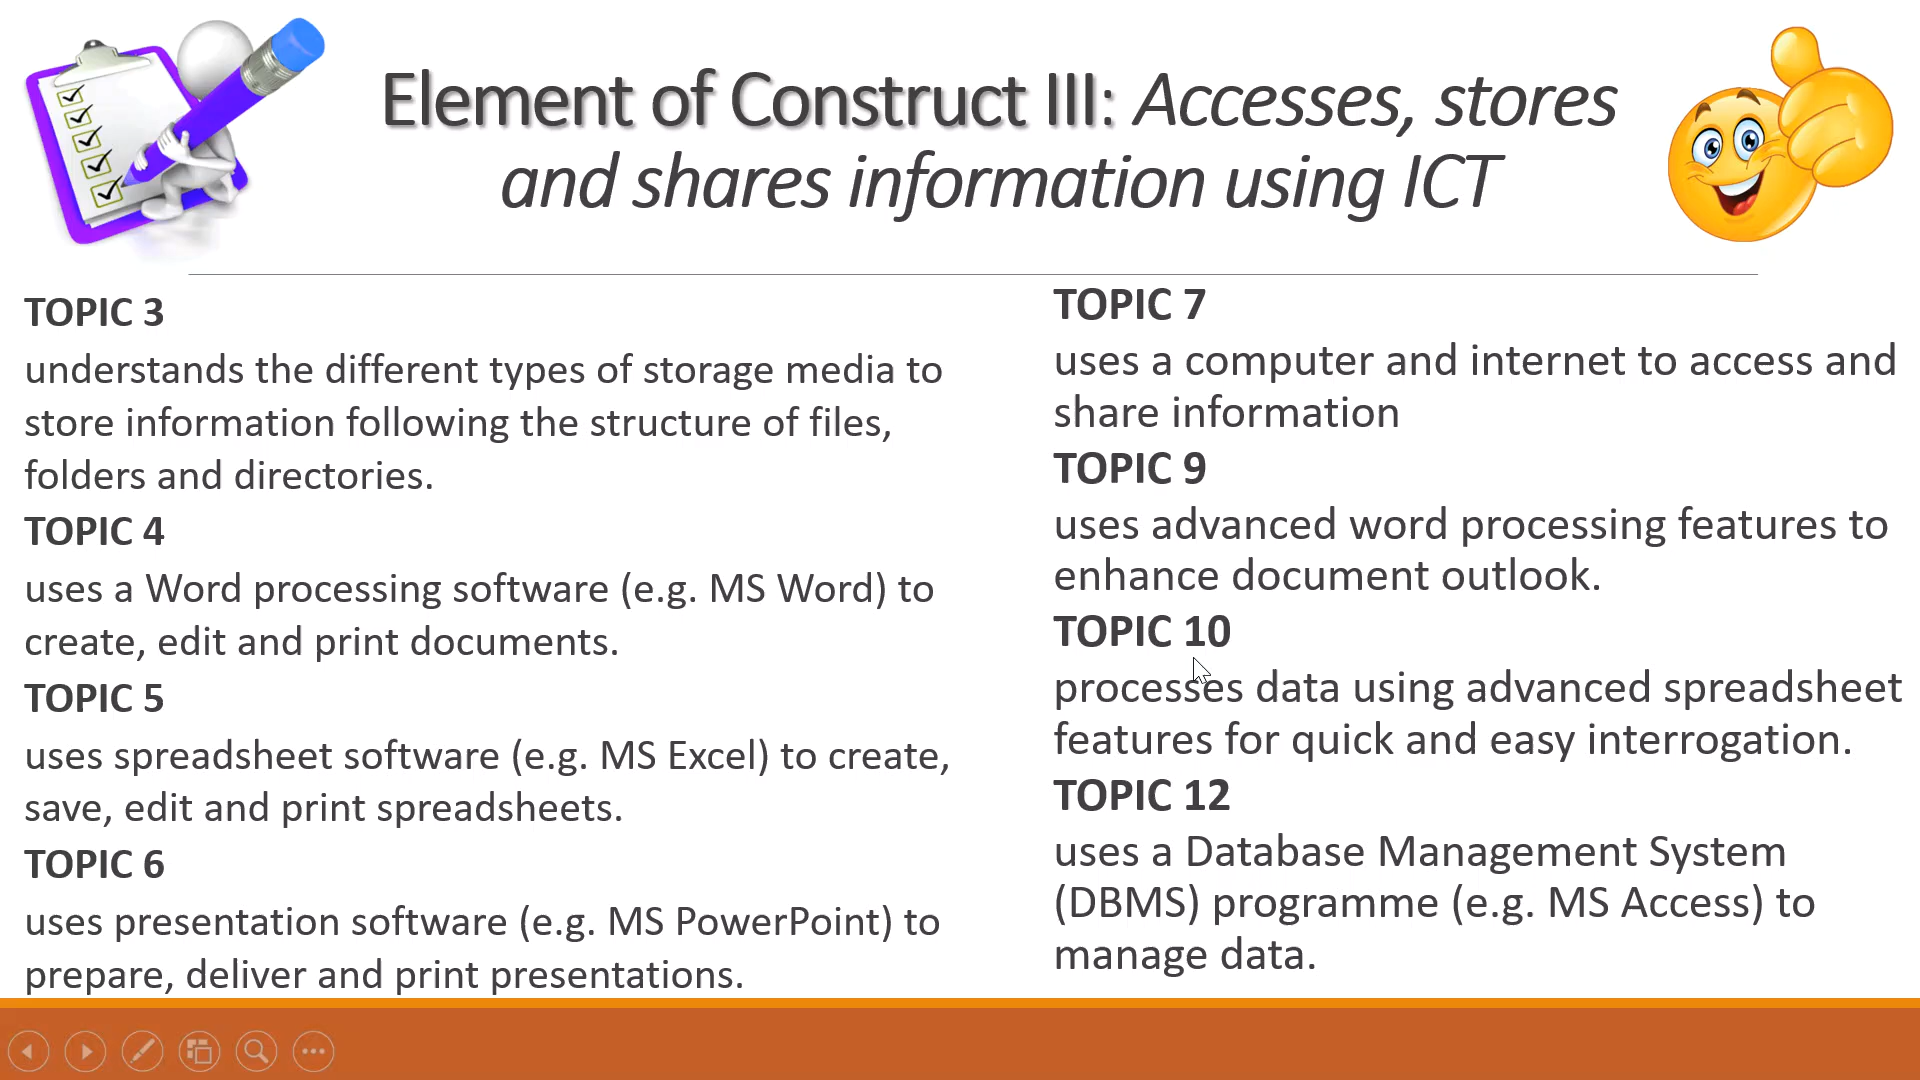 Element of Construct III: Accesses, stores
and shares information using ICT
TOPIC 3
understands the different types of storage media to
store information following the structure of files,
folders and directories.
TOPIC 4
uses a Word processing software (e.g. MS Word) to
create, edit and print documents.
TOPIC 5
uses spreadsheet software (e.g. MS Excel) to create,
save, edit and print spreadsheets.
TOPIC 6
uses presentation software (e.g. MS PowerPoint) to
prepare, deliver and print presentations.
TOPIC 7
uses a computer and internet to access and
share information
TOPIC 9
uses advanced word processing features to
enhance document outlook.
TOPIC 10
processes data using advanced spreadsheet
features for quick and easy interrogation.
TOPIC 12
uses a Database Management System
(DBMS) programme (e.g. MS Access) to
manage data.